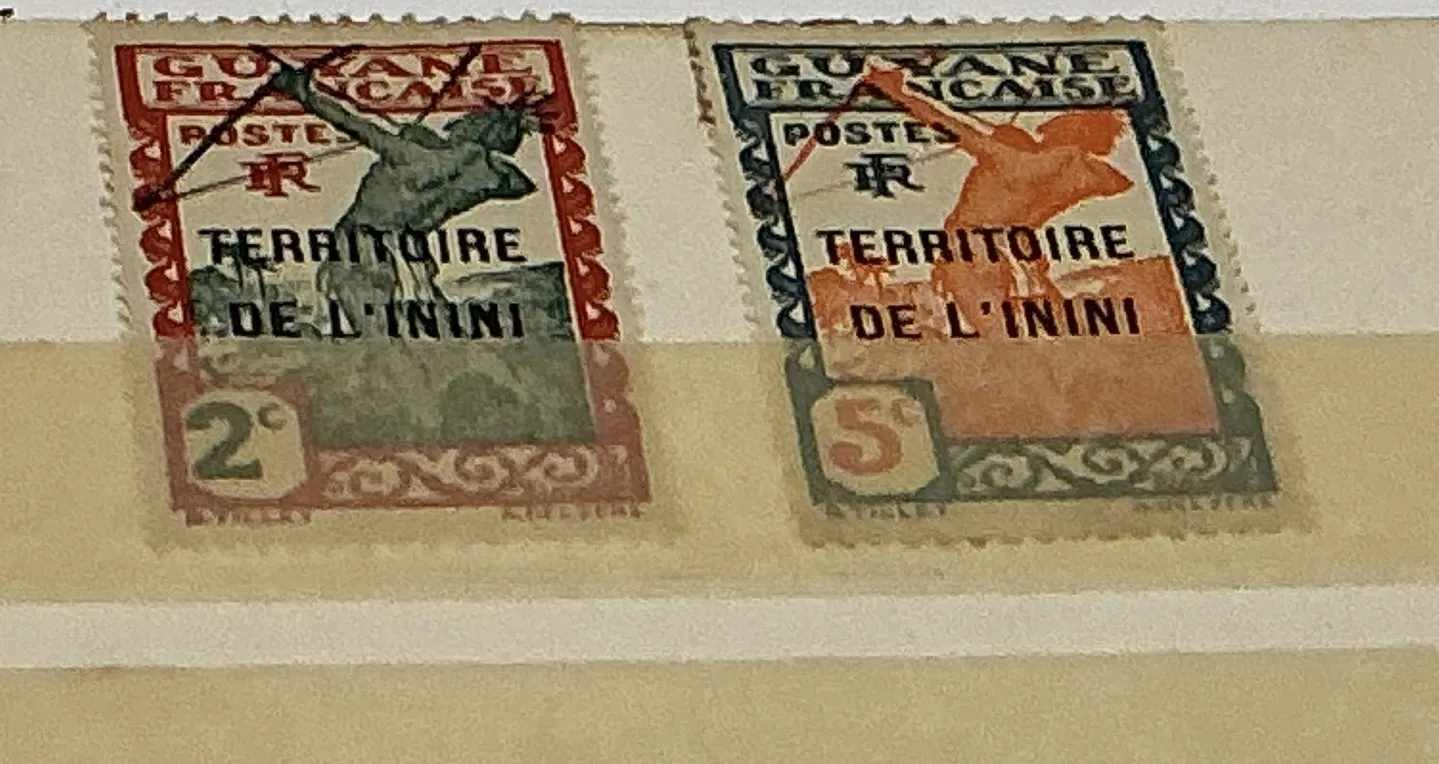 GUYANE
FRANCAISE
POSTES
RF
TERRITOIRE
DE L'ININI
2c
GUYANE
FRANCAISE
POSTES
RF
TERRITOIRE
DE L'ININI
5c